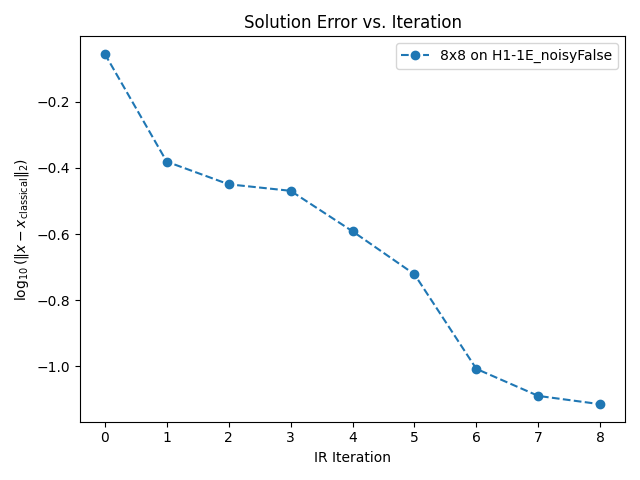 Solution Error vs. Iteration
8x8 on H1-1E_noisyFalse
log₁₀(‖x − x_classical‖₂)
−0.2
−0.4
−0.6
−0.8
−1.0
0 1 2 3 4 5 6 7 8
IR Iteration